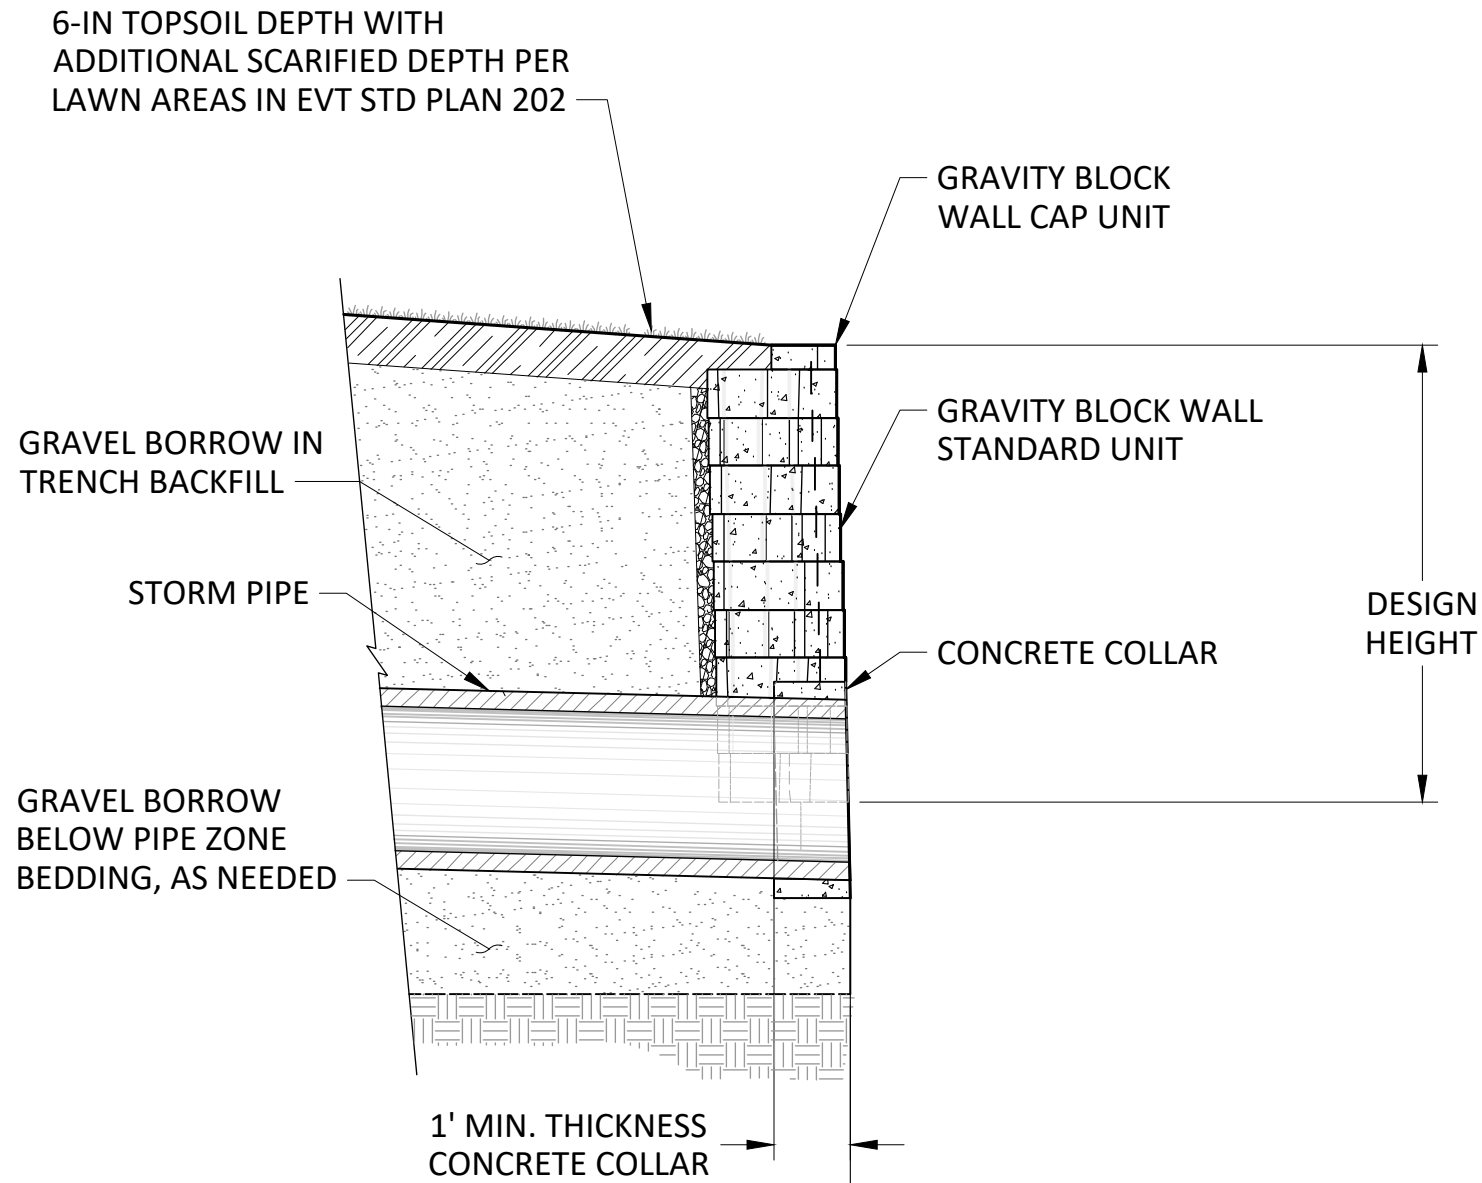 6-IN TOPSOIL DEPTH WITH
ADDITIONAL SCARIFIED DEPTH PER
LAWN AREAS IN EVT STD PLAN 202
GRAVITY BLOCK
WALL CAP UNIT
GRAVITY BLOCK WALL
STANDARD UNIT
GRAVEL BORROW IN
TRENCH BACKFILL
STORM PIPE
DESIGN
HEIGHT
CONCRETE COLLAR
GRAVEL BORROW
BELOW PIPE ZONE
BEDDING, AS NEEDED
1' MIN. THICKNESS
CONCRETE COLLAR